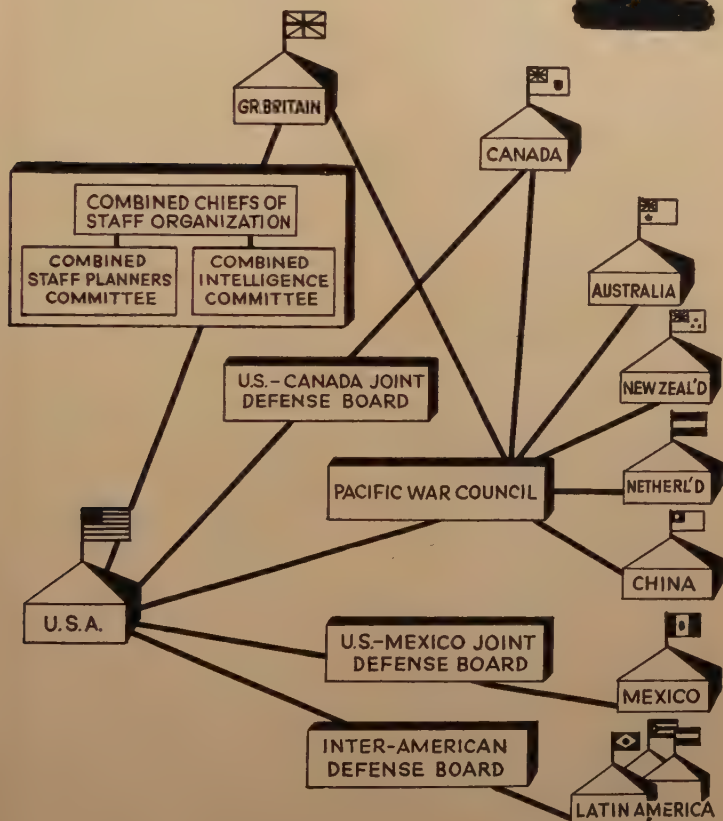 GR.BRITAIN
CANADA
COMBINED CHIEFS OF
STAFF ORGANIZATION
COMBINED
STAFF PLANNERS
COMMITTEE
COMBINED
INTELLIGENCE
COMMITTEE
AUSTRALIA
NEW ZEAL'D
U.S.-CANADA JOINT
DEFENSE BOARD
PACIFIC WAR COUNCIL
NETHERL'D
CHINA
U.S.A.
U.S.-MEXICO JOINT
DEFENSE BOARD
MEXICO
INTER-AMERICAN
DEFENSE BOARD
LATIN AMERICA